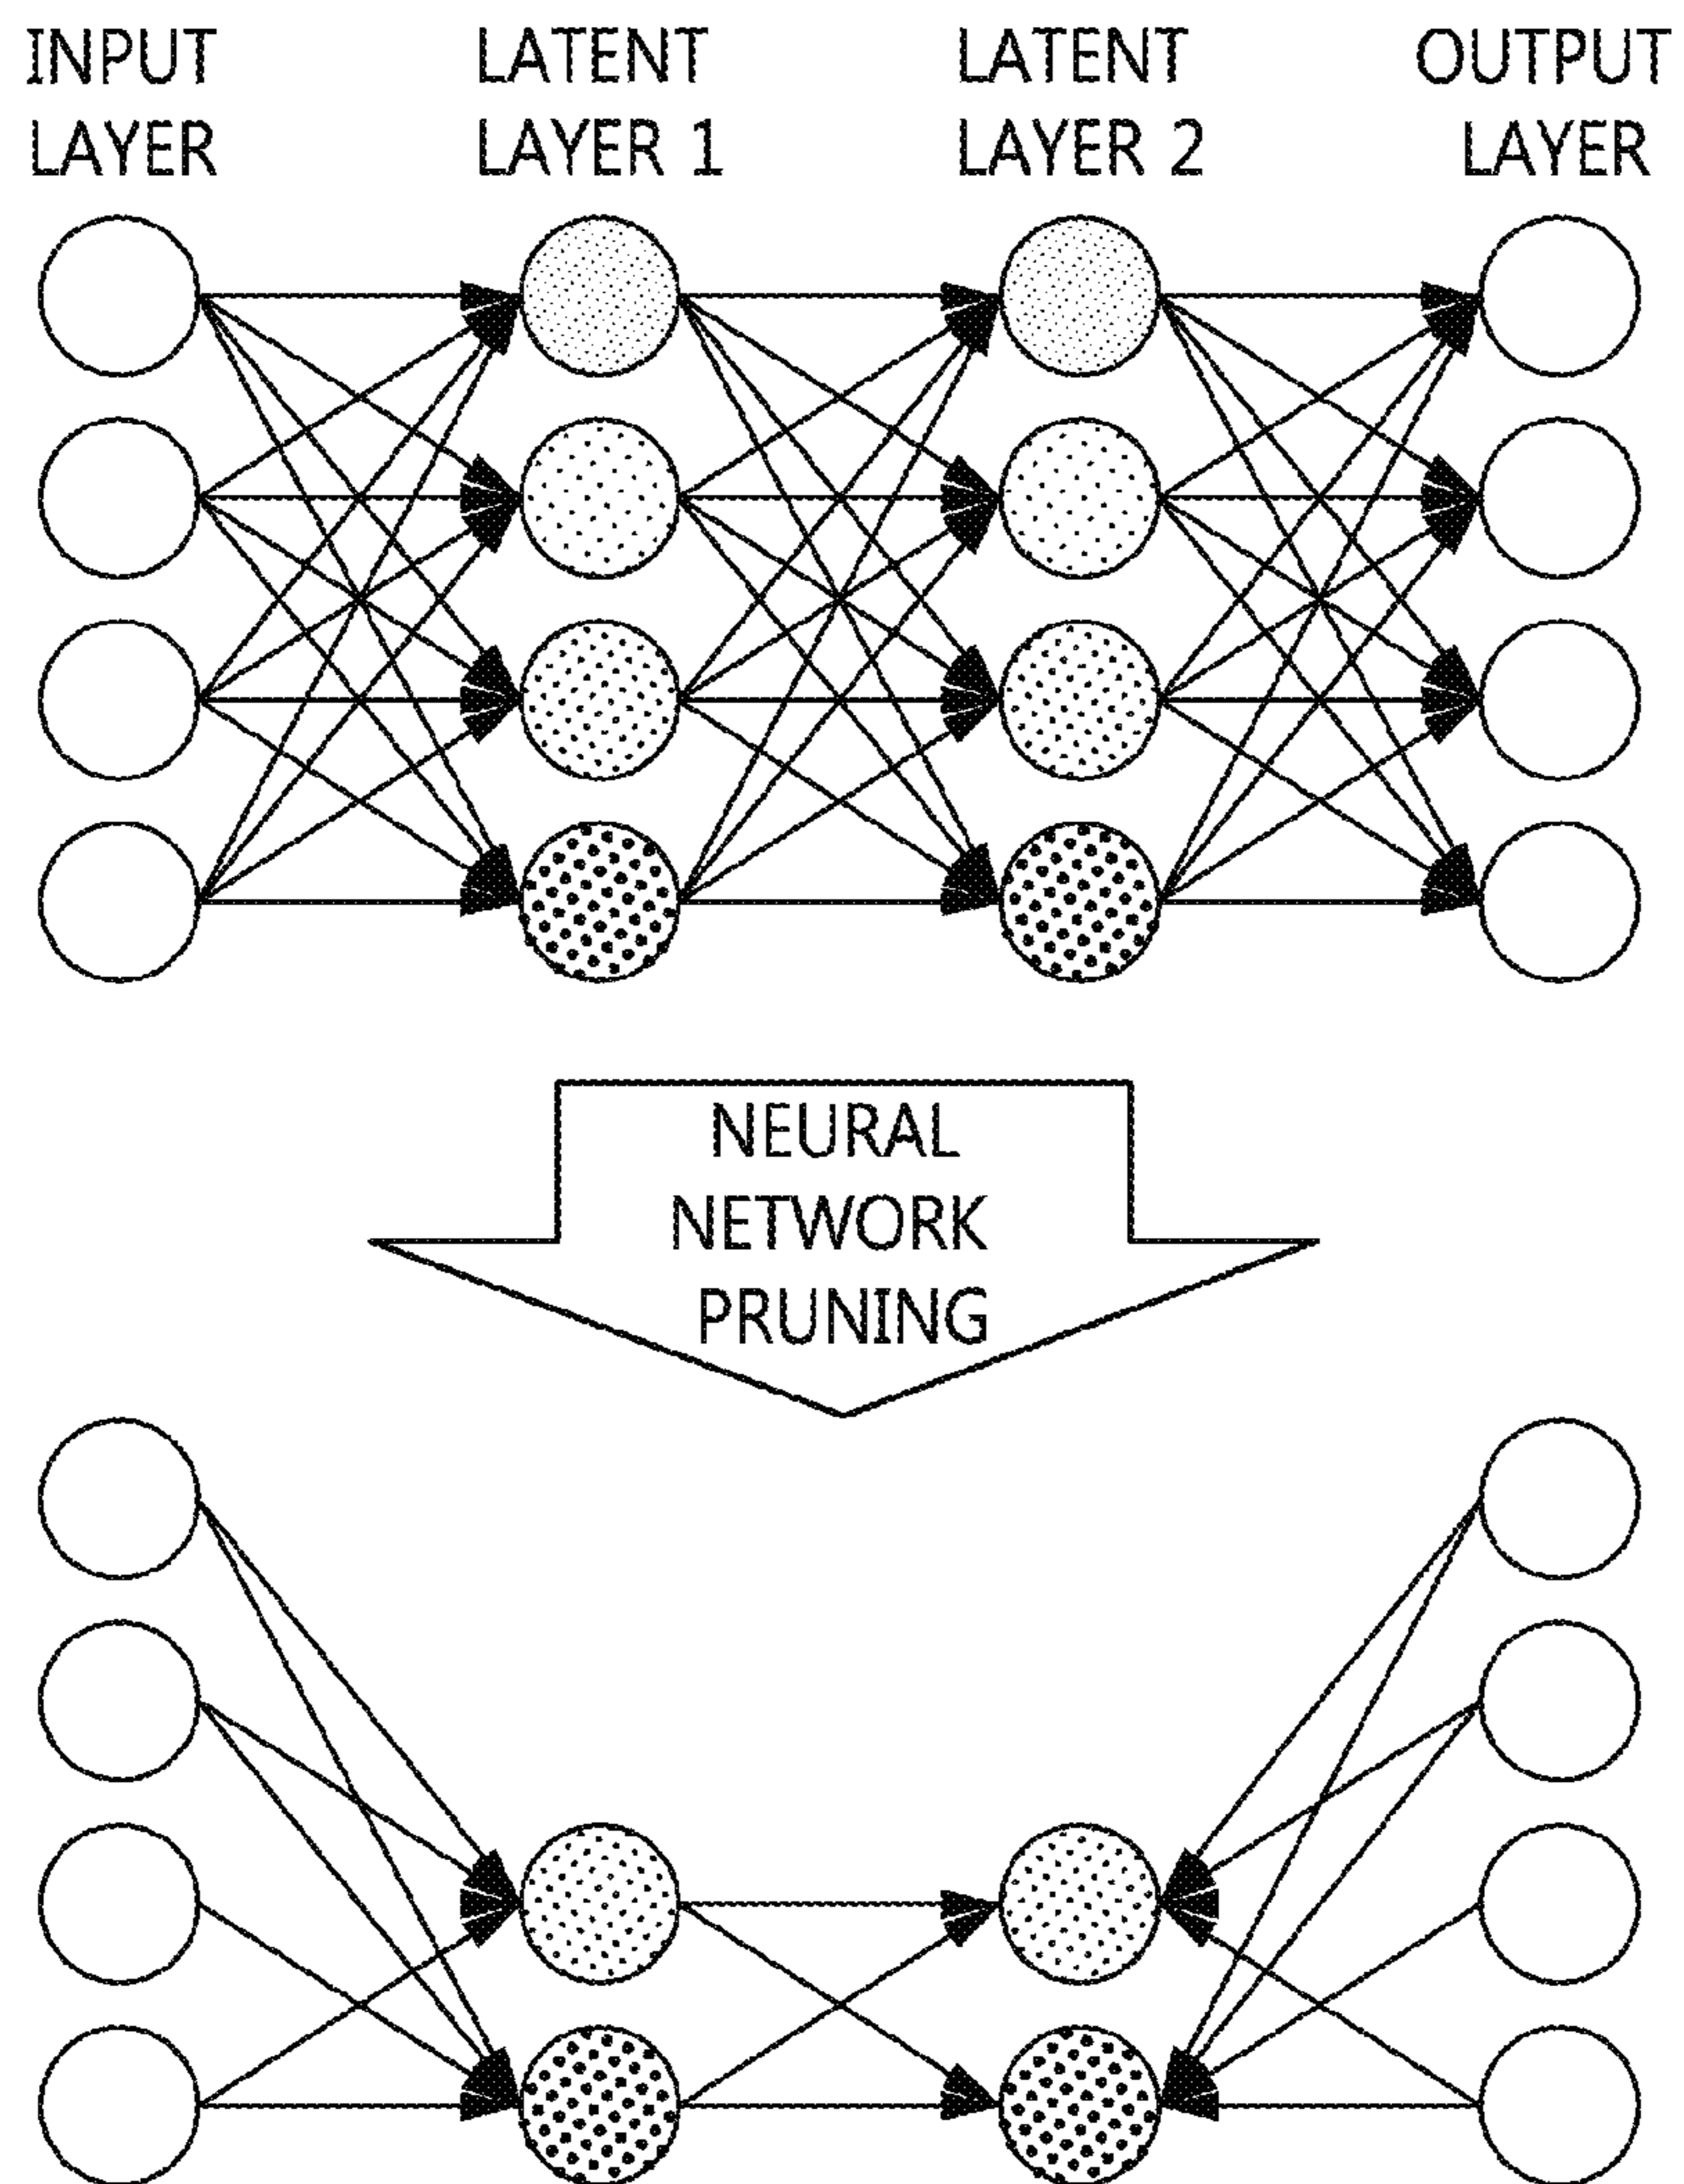 INPUT LAYER
LATENT LAYER 1
LATENT LAYER 2
OUTPUT LAYER
NEURAL
NETWORK
PRUNING